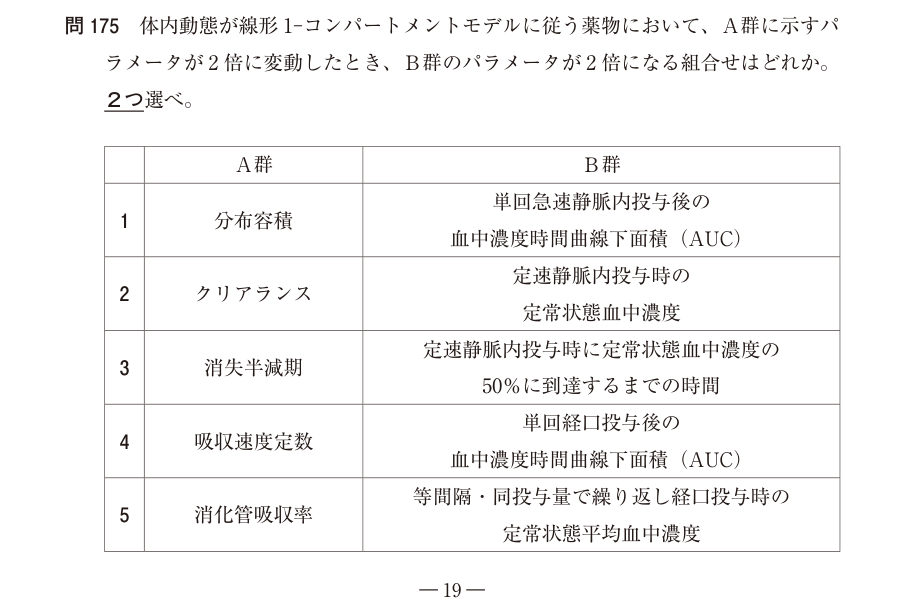 問 175 体内動態が線形 1-コンパートメントモデルに従う薬物において、A群に示すパ
ラメータが2倍に変動したとき、B群のパラメータが2倍になる組合せはどれか。
2つ選べ。
A群 B群
1 分布容積 単回急速静脈内投与後の
血中濃度時間曲線下面積（AUC）
2 クリアランス 定速静脈内投与時の
定常状態血中濃度
3 消失半減期 定速静脈内投与時に定常状態血中濃度の
50％に到達するまでの時間
4 吸収速度定数 単回経口投与後の
血中濃度時間曲線下面積（AUC）
5 消化管吸収率 等間隔・同投与量で繰り返し経口投与時の
定常状態平均血中濃度
― 19 ―